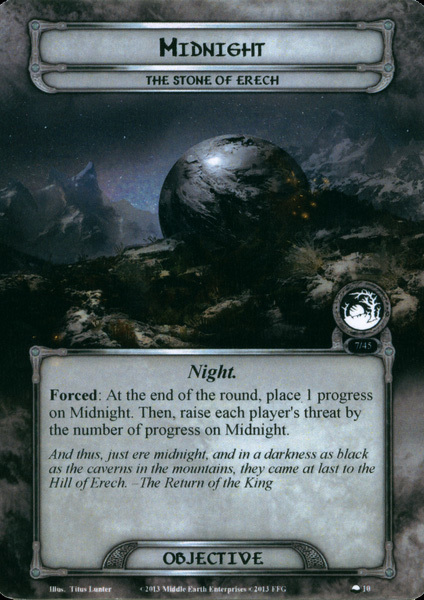 Midnight
The Stone of Erech
7/45
Night.
Forced: At the end of the round, place 1 progress
on Midnight. Then, raise each player's threat by
the number of progress on Midnight.
And thus, just ere midnight, and in a darkness as black
as the caverns in the mountains, they came at last to the
Hill of Erech. –The Return of the King
Objective
Illus. Titus Lunter ©2013 Middle Earth Enterprises ©2013 FFG 10